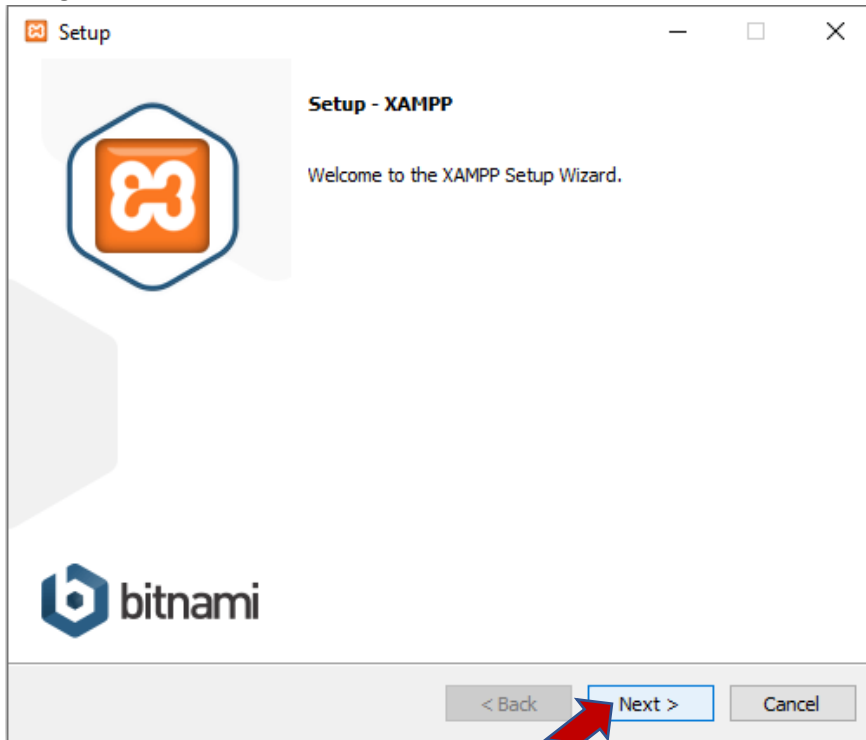 Setup
Setup - XAMPP
Welcome to the XAMPP Setup Wizard.
bitnami
< Back
Next >
Cancel